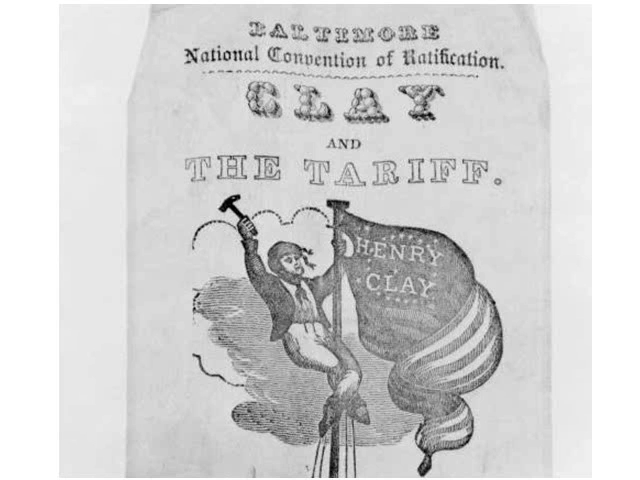 BALTIMORE
National Convention of Ratification.
CLAY
AND
THE TARIFF.
HENRY
CLAY